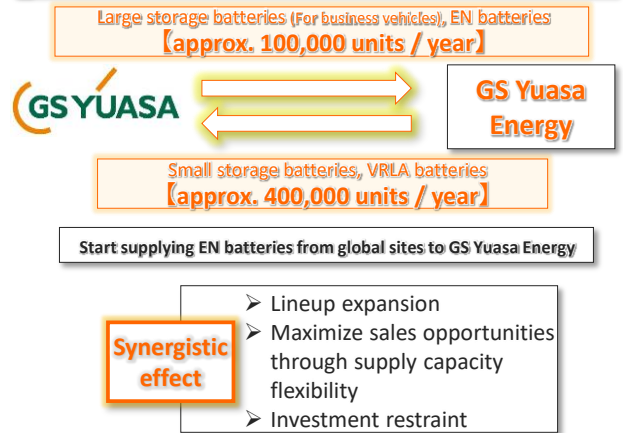 Large storage batteries (For business vehicles), EN batteries
【approx. 100,000 units / year】
GS YUASA
GS Yuasa
Energy
Small storage batteries, VRLA batteries
【approx. 400,000 units / year】
Start supplying EN batteries from global sites to GS Yuasa Energy
Synergistic
effect
➢ Lineup expansion
➢ Maximize sales opportunities
through supply capacity
flexibility
➢ Investment restraint